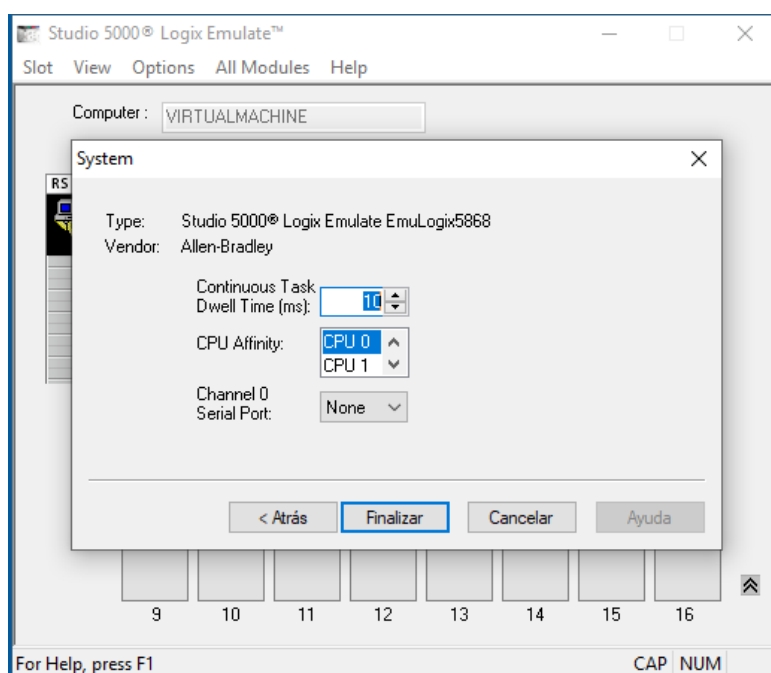 Studio 5000® Logix Emulate™
Slot View Options All Modules Help
Computer : VIRTUALMACHINE
System
RS
Type: Studio 5000® Logix Emulate EmuLogix5868
Vendor: Allen-Bradley
Continuous Task
Dwell Time (ms): 10
CPU Affinity: CPU 0
CPU 1
Channel 0
Serial Port: None
< Atrás Finalizar Cancelar Ayuda
9 10 11 12 13 14 15 16
For Help, press F1 CAP NUM